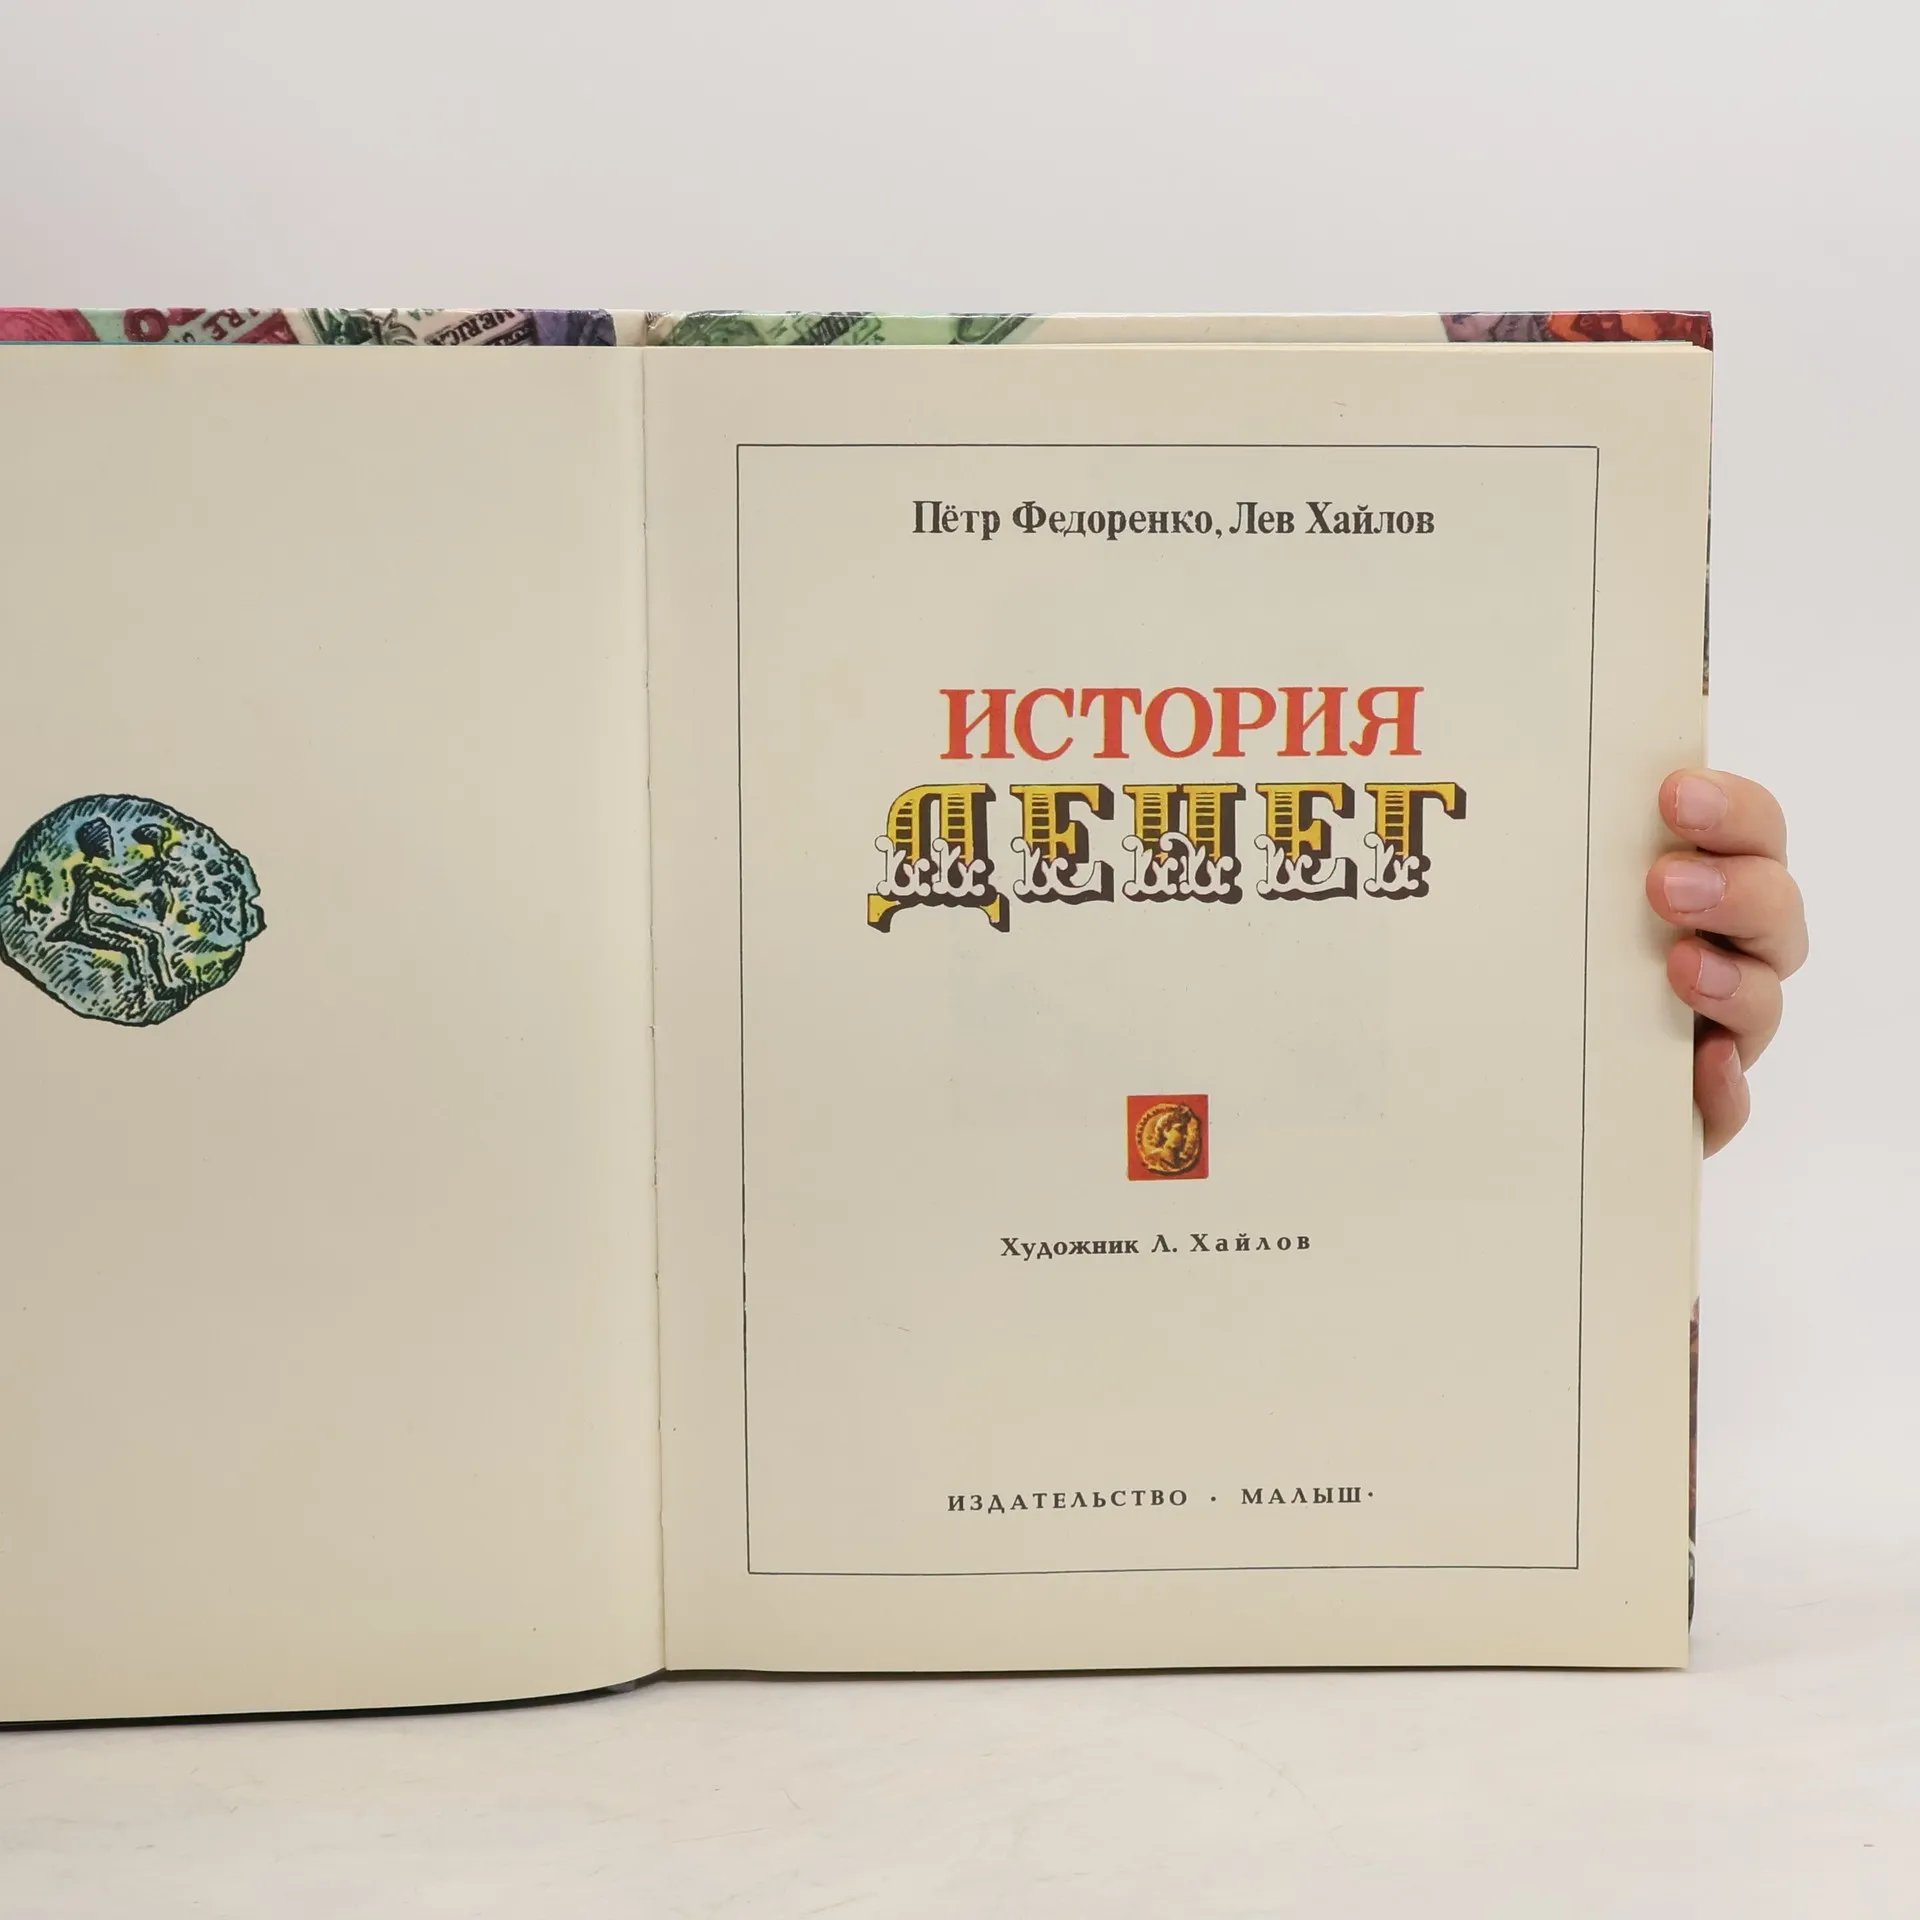 Пётр Федоренко, Лев Хайлов
ИСТОРИЯ
ДЕНЕГ
Художник Л. Хайлов
ИЗДАТЕЛЬСТВО · МАЛЫШ·